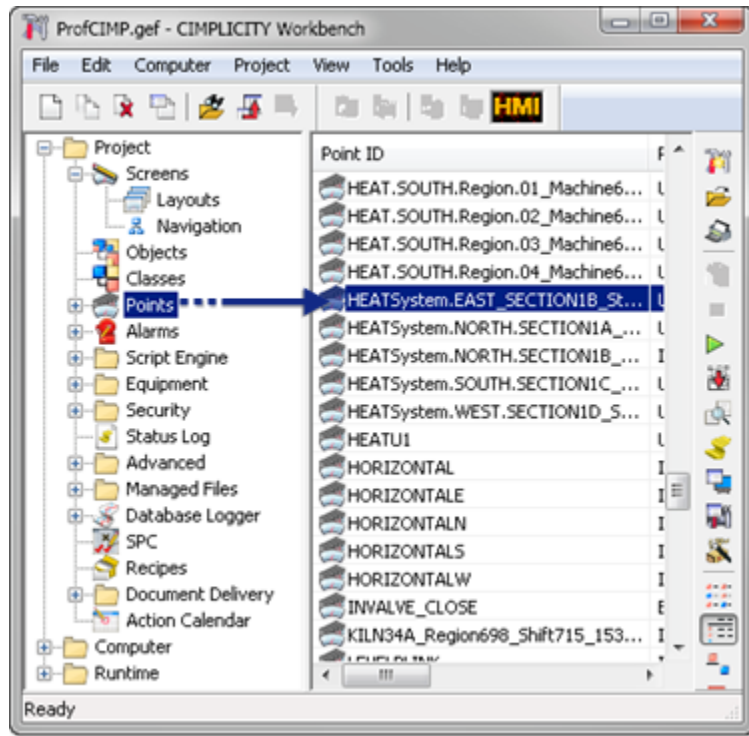 ProfCIMP.gef - CIMPLICITY Workbench
File Edit Computer Project View Tools Help
HMI
Project
Screens
Layouts
Navigation
Objects
Classes
Points
Alarms
Script Engine
Equipment
Security
Status Log
Advanced
Managed Files
Database Logger
SPC
Recipes
Document Delivery
Action Calendar
Computer
Runtime
Point ID
HEAT.SOUTH.Region.01_Machine6...
HEAT.SOUTH.Region.02_Machine6...
HEAT.SOUTH.Region.03_Machine6...
HEAT.SOUTH.Region.04_Machine6...
HEATSystem.EAST_SECTION1B_St...
HEATSystem.NORTH.SECTION1A_...
HEATSystem.NORTH.SECTION1B_...
HEATSystem.SOUTH.SECTION1C_...
HEATSystem.WEST.SECTION1D_S...
HEATU1
HORIZONTAL
HORIZONTALE
HORIZONTALN
HORIZONTALS
HORIZONTALW
INVALVE_CLOSE
KILN34A_Region698_Shift715_153...
Ready